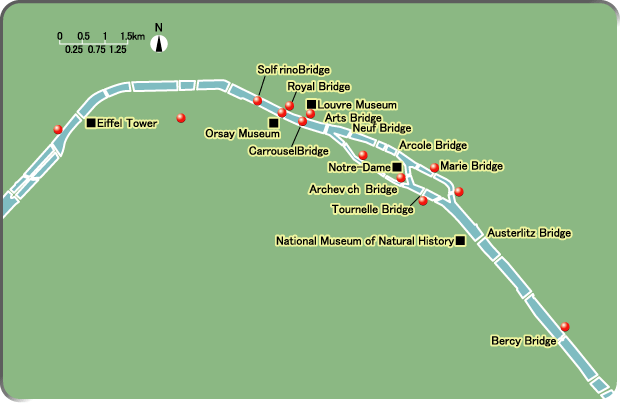 N
0 0.5 1 1.5km
0.25 0.75 1.25
Solf rinoBridge
Royal Bridge
Louvre Museum
Eiffel Tower
Arts Bridge
Neuf Bridge
Orsay Museum
CarrouselBridge
Arcole Bridge
Notre-Dame
Marie Bridge
Archev ch Bridge
Tournelle Bridge
Austerlitz Bridge
National Museum of Natural History
Bercy Bridge